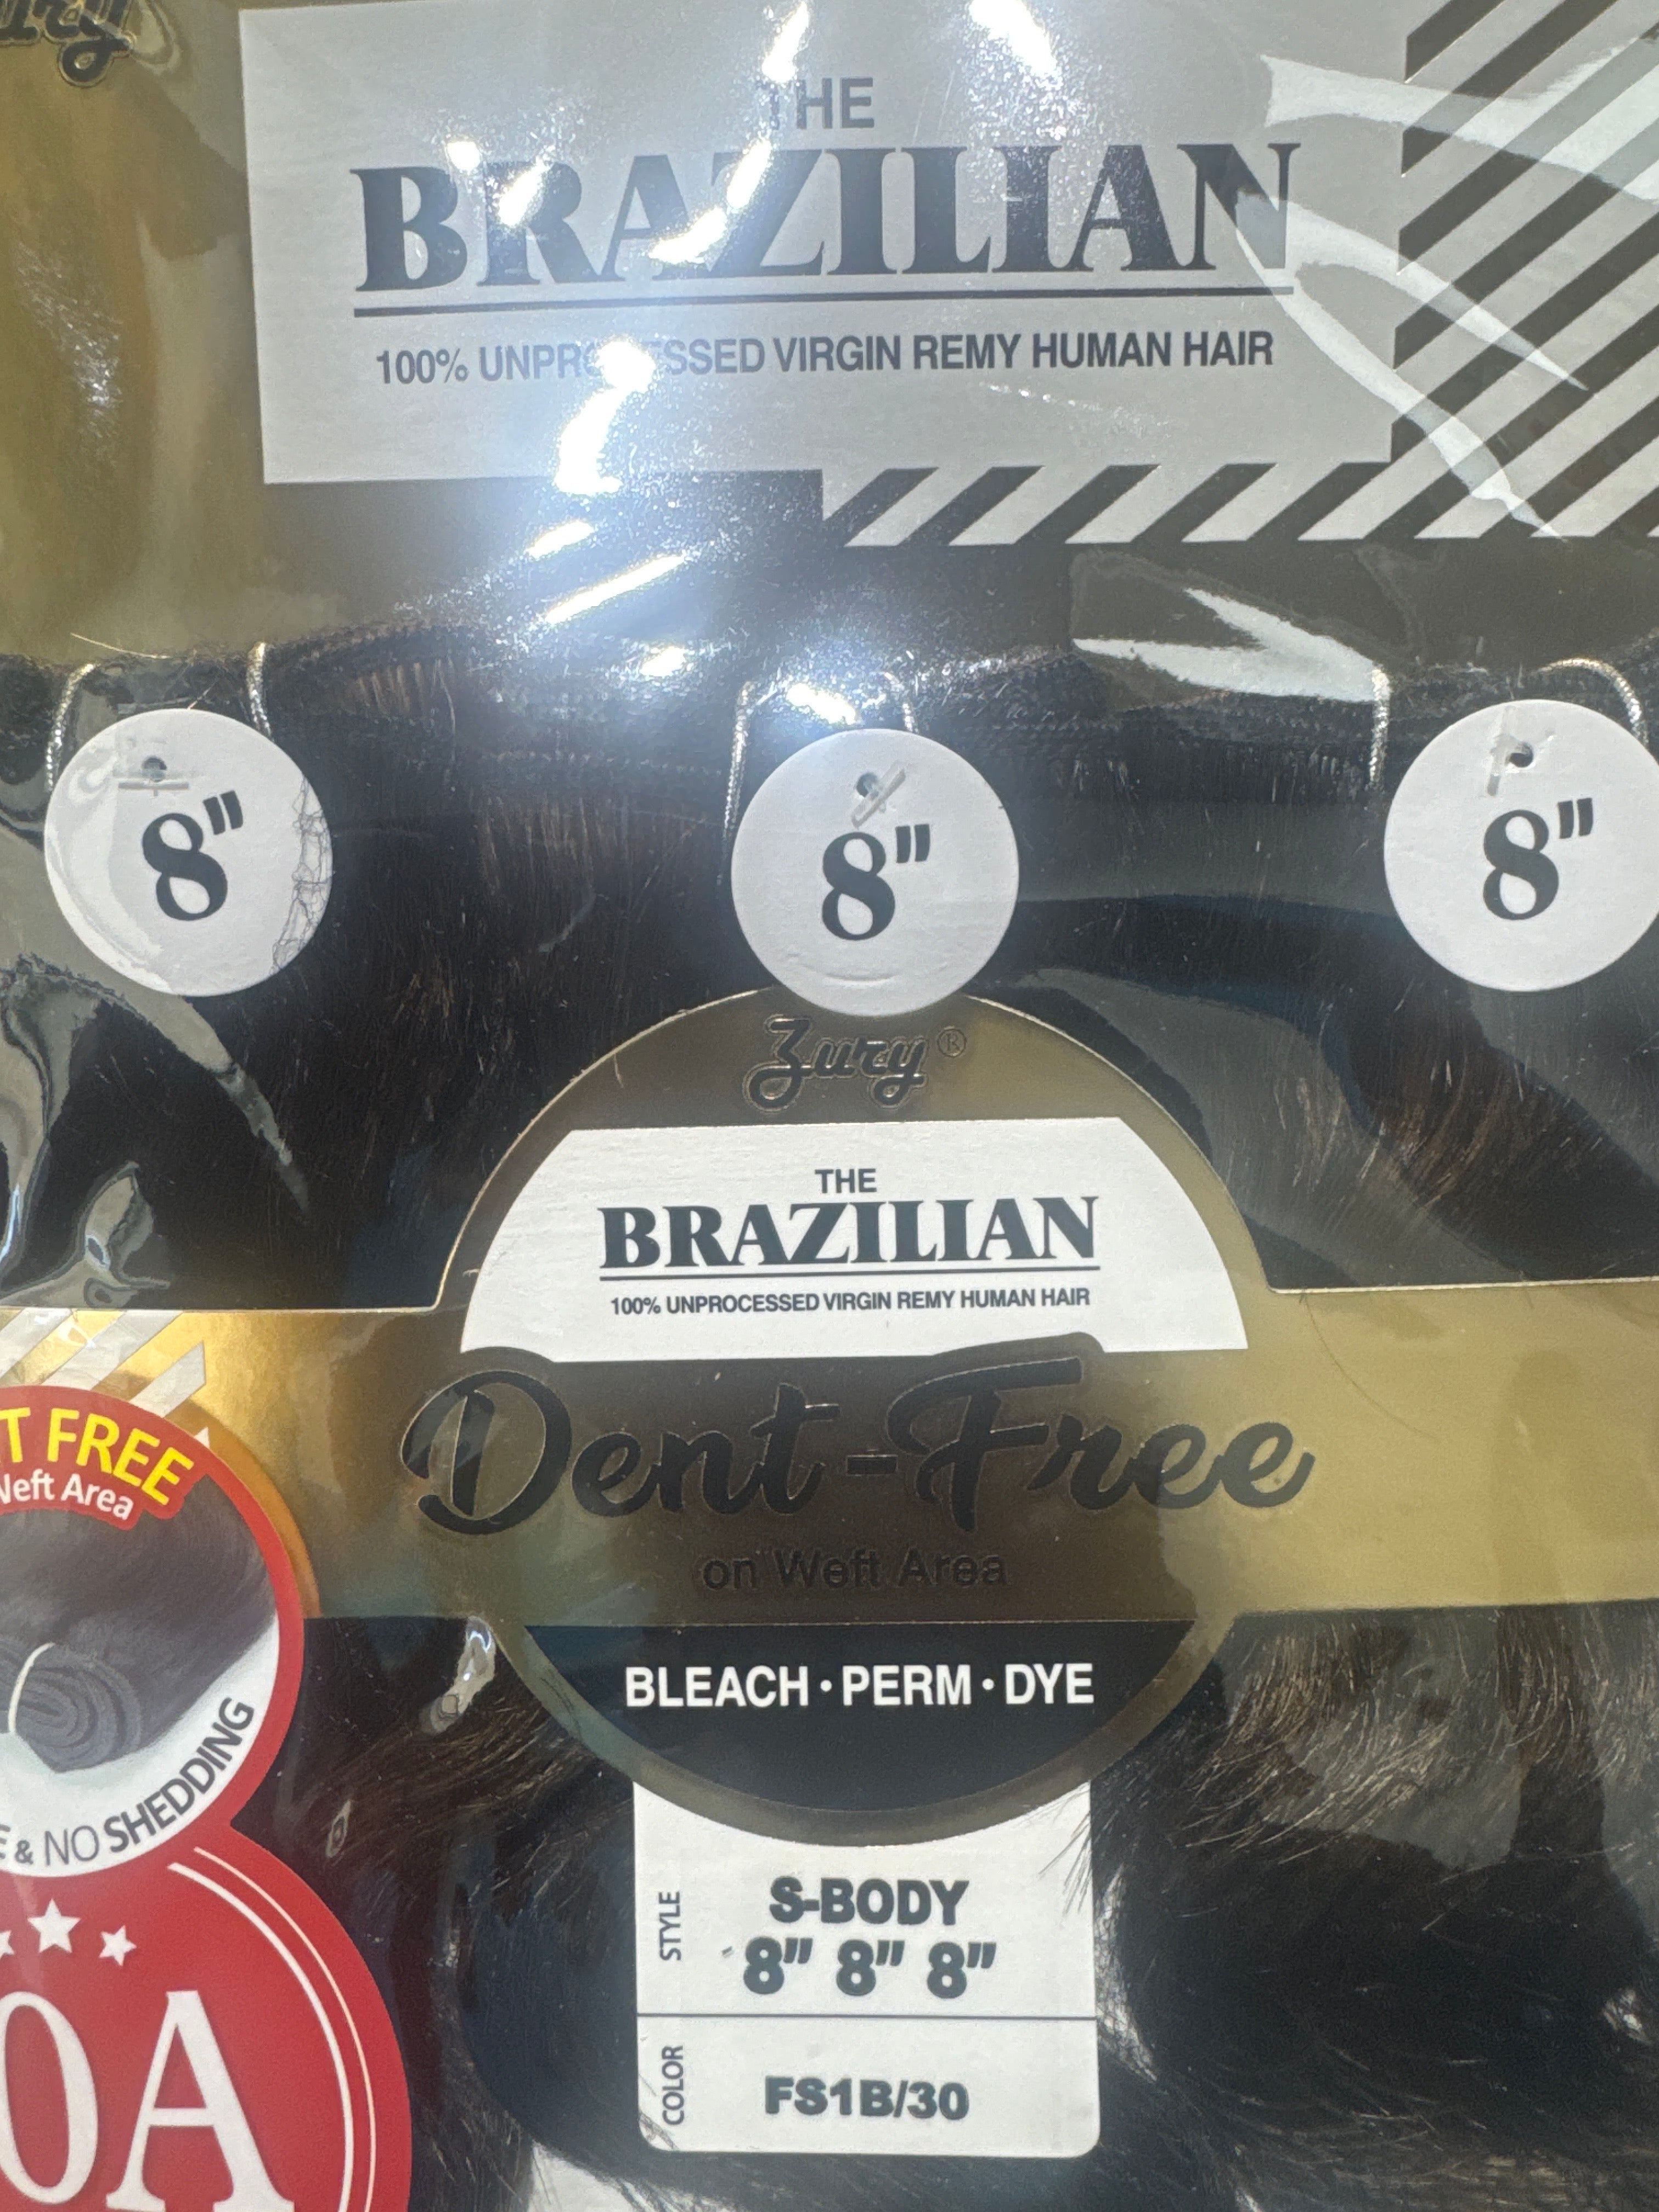 THE
BRAZILIAN
100% UNPROCESSED VIRGIN REMY HUMAN HAIR
8"
8"
8"
Zury®
THE
BRAZILIAN
100% UNPROCESSED VIRGIN REMY HUMAN HAIR
Dent-Free
on Weft Area
BLEACH • PERM • DYE
FREE
Area
& NO SHEDDING
STYLE
S-BODY
8" 8" 8"
COLOR
FS1B/30
0A